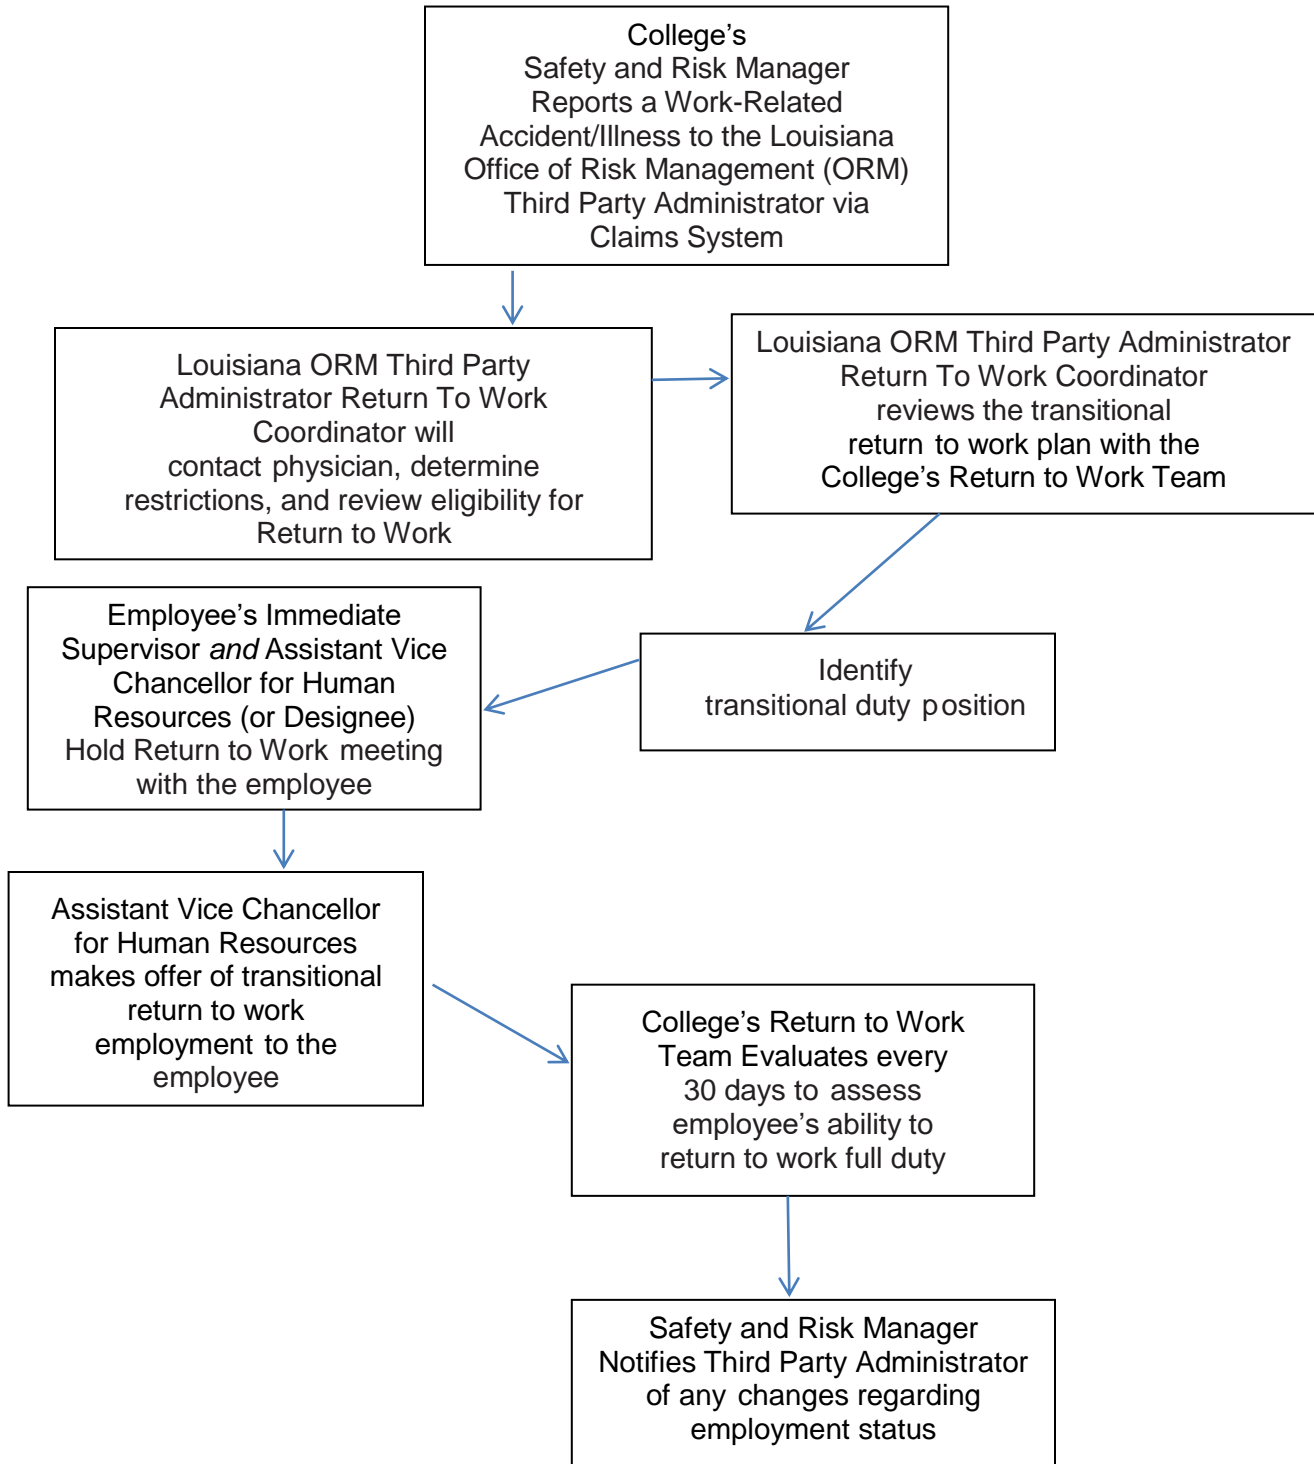 College's
Safety and Risk Manager
Reports a Work-Related
Accident/Illness to the Louisiana
Office of Risk Management (ORM)
Third Party Administrator via
Claims System
Louisiana ORM Third Party
Administrator Return To Work
Coordinator will
contact physician, determine
restrictions, and review eligibility for
Return to Work
Louisiana ORM Third Party Administrator
Return To Work Coordinator
reviews the transitional
return to work plan with the
College's Return to Work Team
Identify
transitional duty position
Employee's Immediate
Supervisor and Assistant Vice
Chancellor for Human
Resources (or Designee)
Hold Return to Work meeting
with the employee
Assistant Vice Chancellor
for Human Resources
makes offer of transitional
return to work
employment to the
employee
College's Return to Work
Team Evaluates every
30 days to assess
employee's ability to
return to work full duty
Safety and Risk Manager
Notifies Third Party Administrator
of any changes regarding
employment status